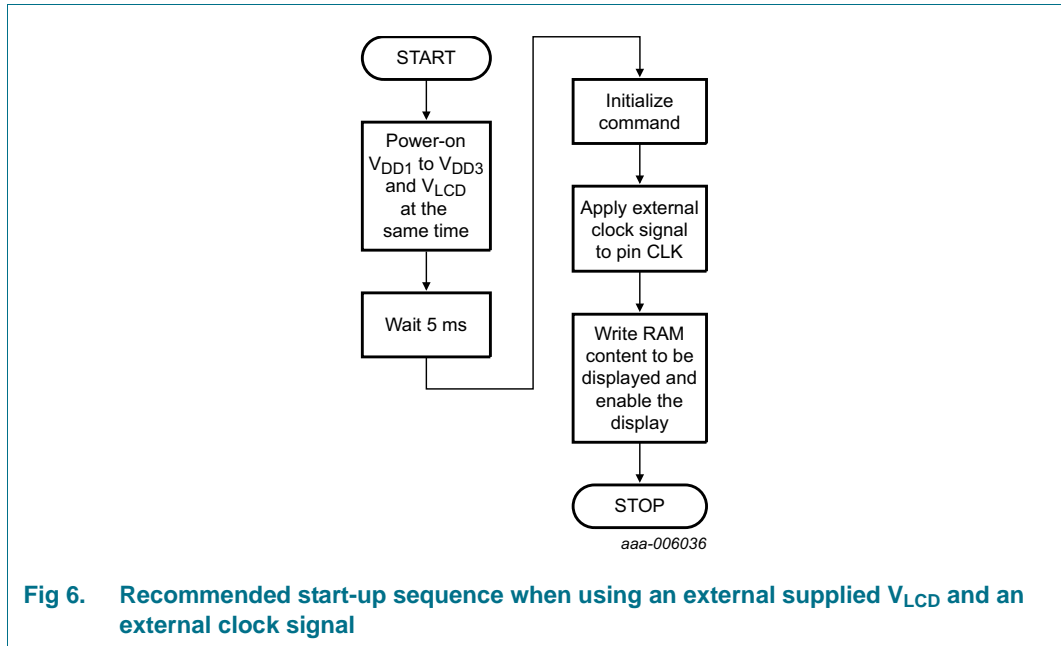 START
Power-on
VDD1 to VDD3
and VLCD
at the
same time
Wait 5 ms
Initialize
command
Apply external
clock signal
to pin CLK
Write RAM
content to be
displayed and
enable the
display
STOP
aaa-006036
Fig 6. Recommended start-up sequence when using an external supplied VLCD and an
external clock signal